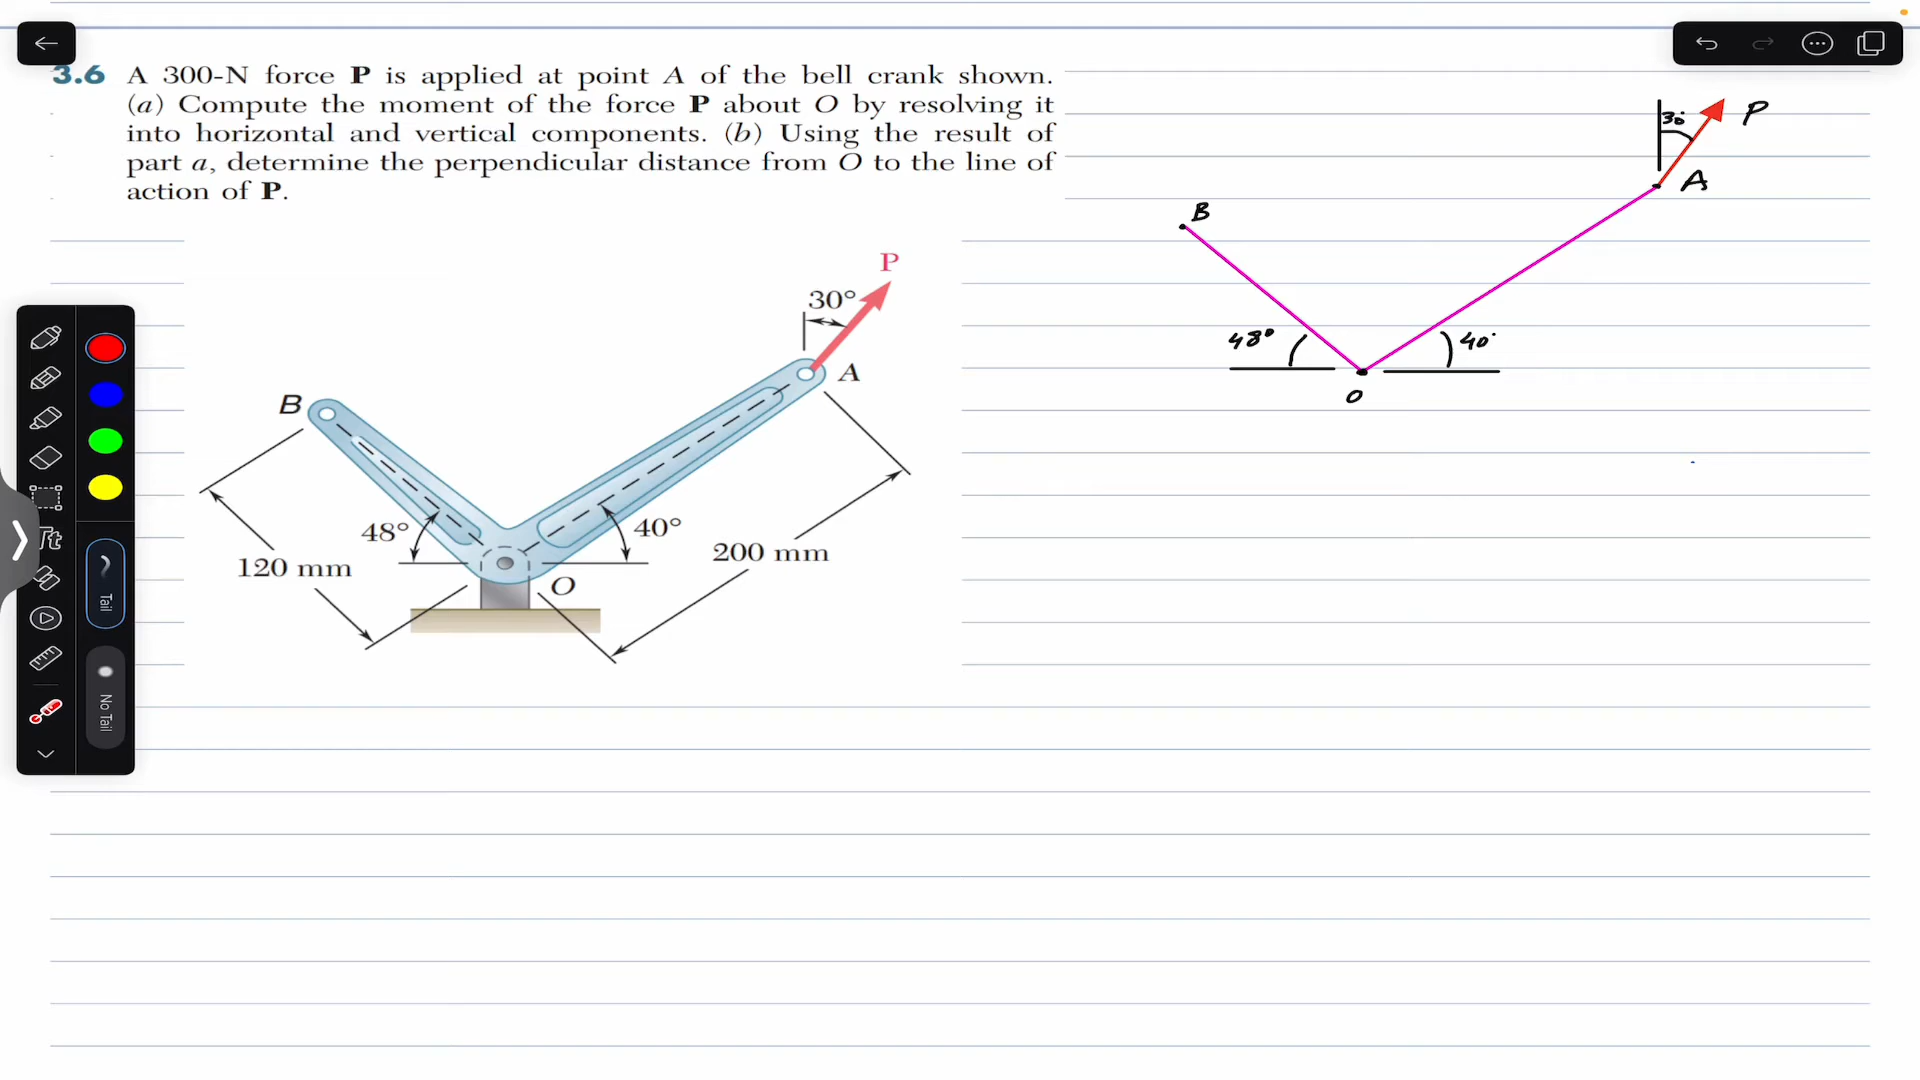 3.6 A 300-N force P is applied at point A of the bell crank shown.
(a) Compute the moment of the force P about O by resolving it
into horizontal and vertical components. (b) Using the result of
part a, determine the perpendicular distance from O to the line of
action of P.
P
30°
A
B
48°
40°
120 mm
200 mm
O
30°
P
A
B
48°
40°
O
Tt
Tail
No Tail